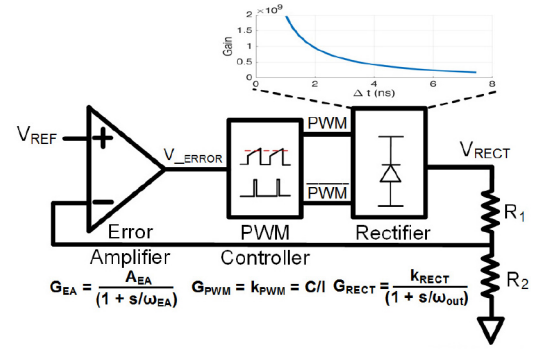 2 ×10⁹
1.5
1
0.5
0
Gain
0 2 4 6 8
Δ t (ns)
V_REF
+
−
V_ERROR
PWM
PWM
V_RECT
R₁
R₂
Error
Amplifier
PWM
Controller
Rectifier
G_EA = A_EA / (1 + s/ω_EA)
G_PWM = k_PWM = C/I
G_RECT = k_RECT / (1 + s/ω_out)